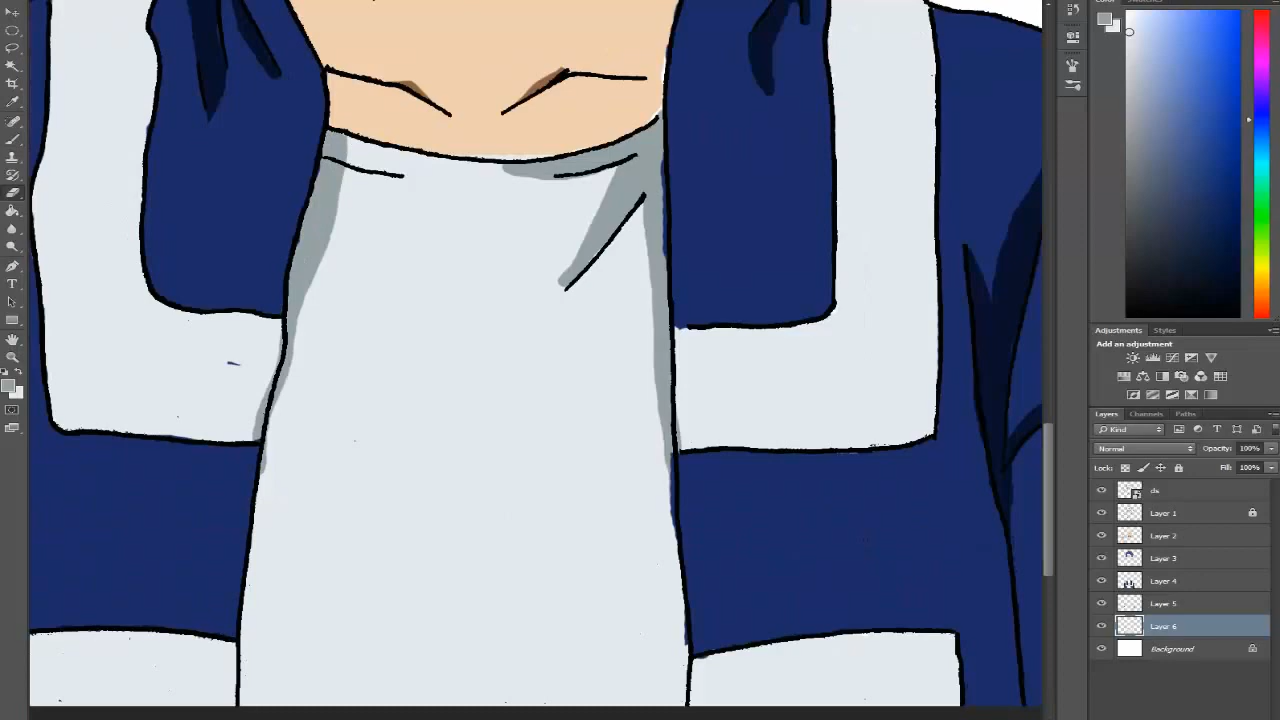 Color
Swatches
Adjustments
Styles
Add an adjustment
Layers
Channels
Paths
Kind
Normal
Opacity:
100%
Lock:
Fill:
100%
ds
Layer 1
Layer 2
Layer 3
Layer 4
Layer 5
Layer 6
Background
T
T